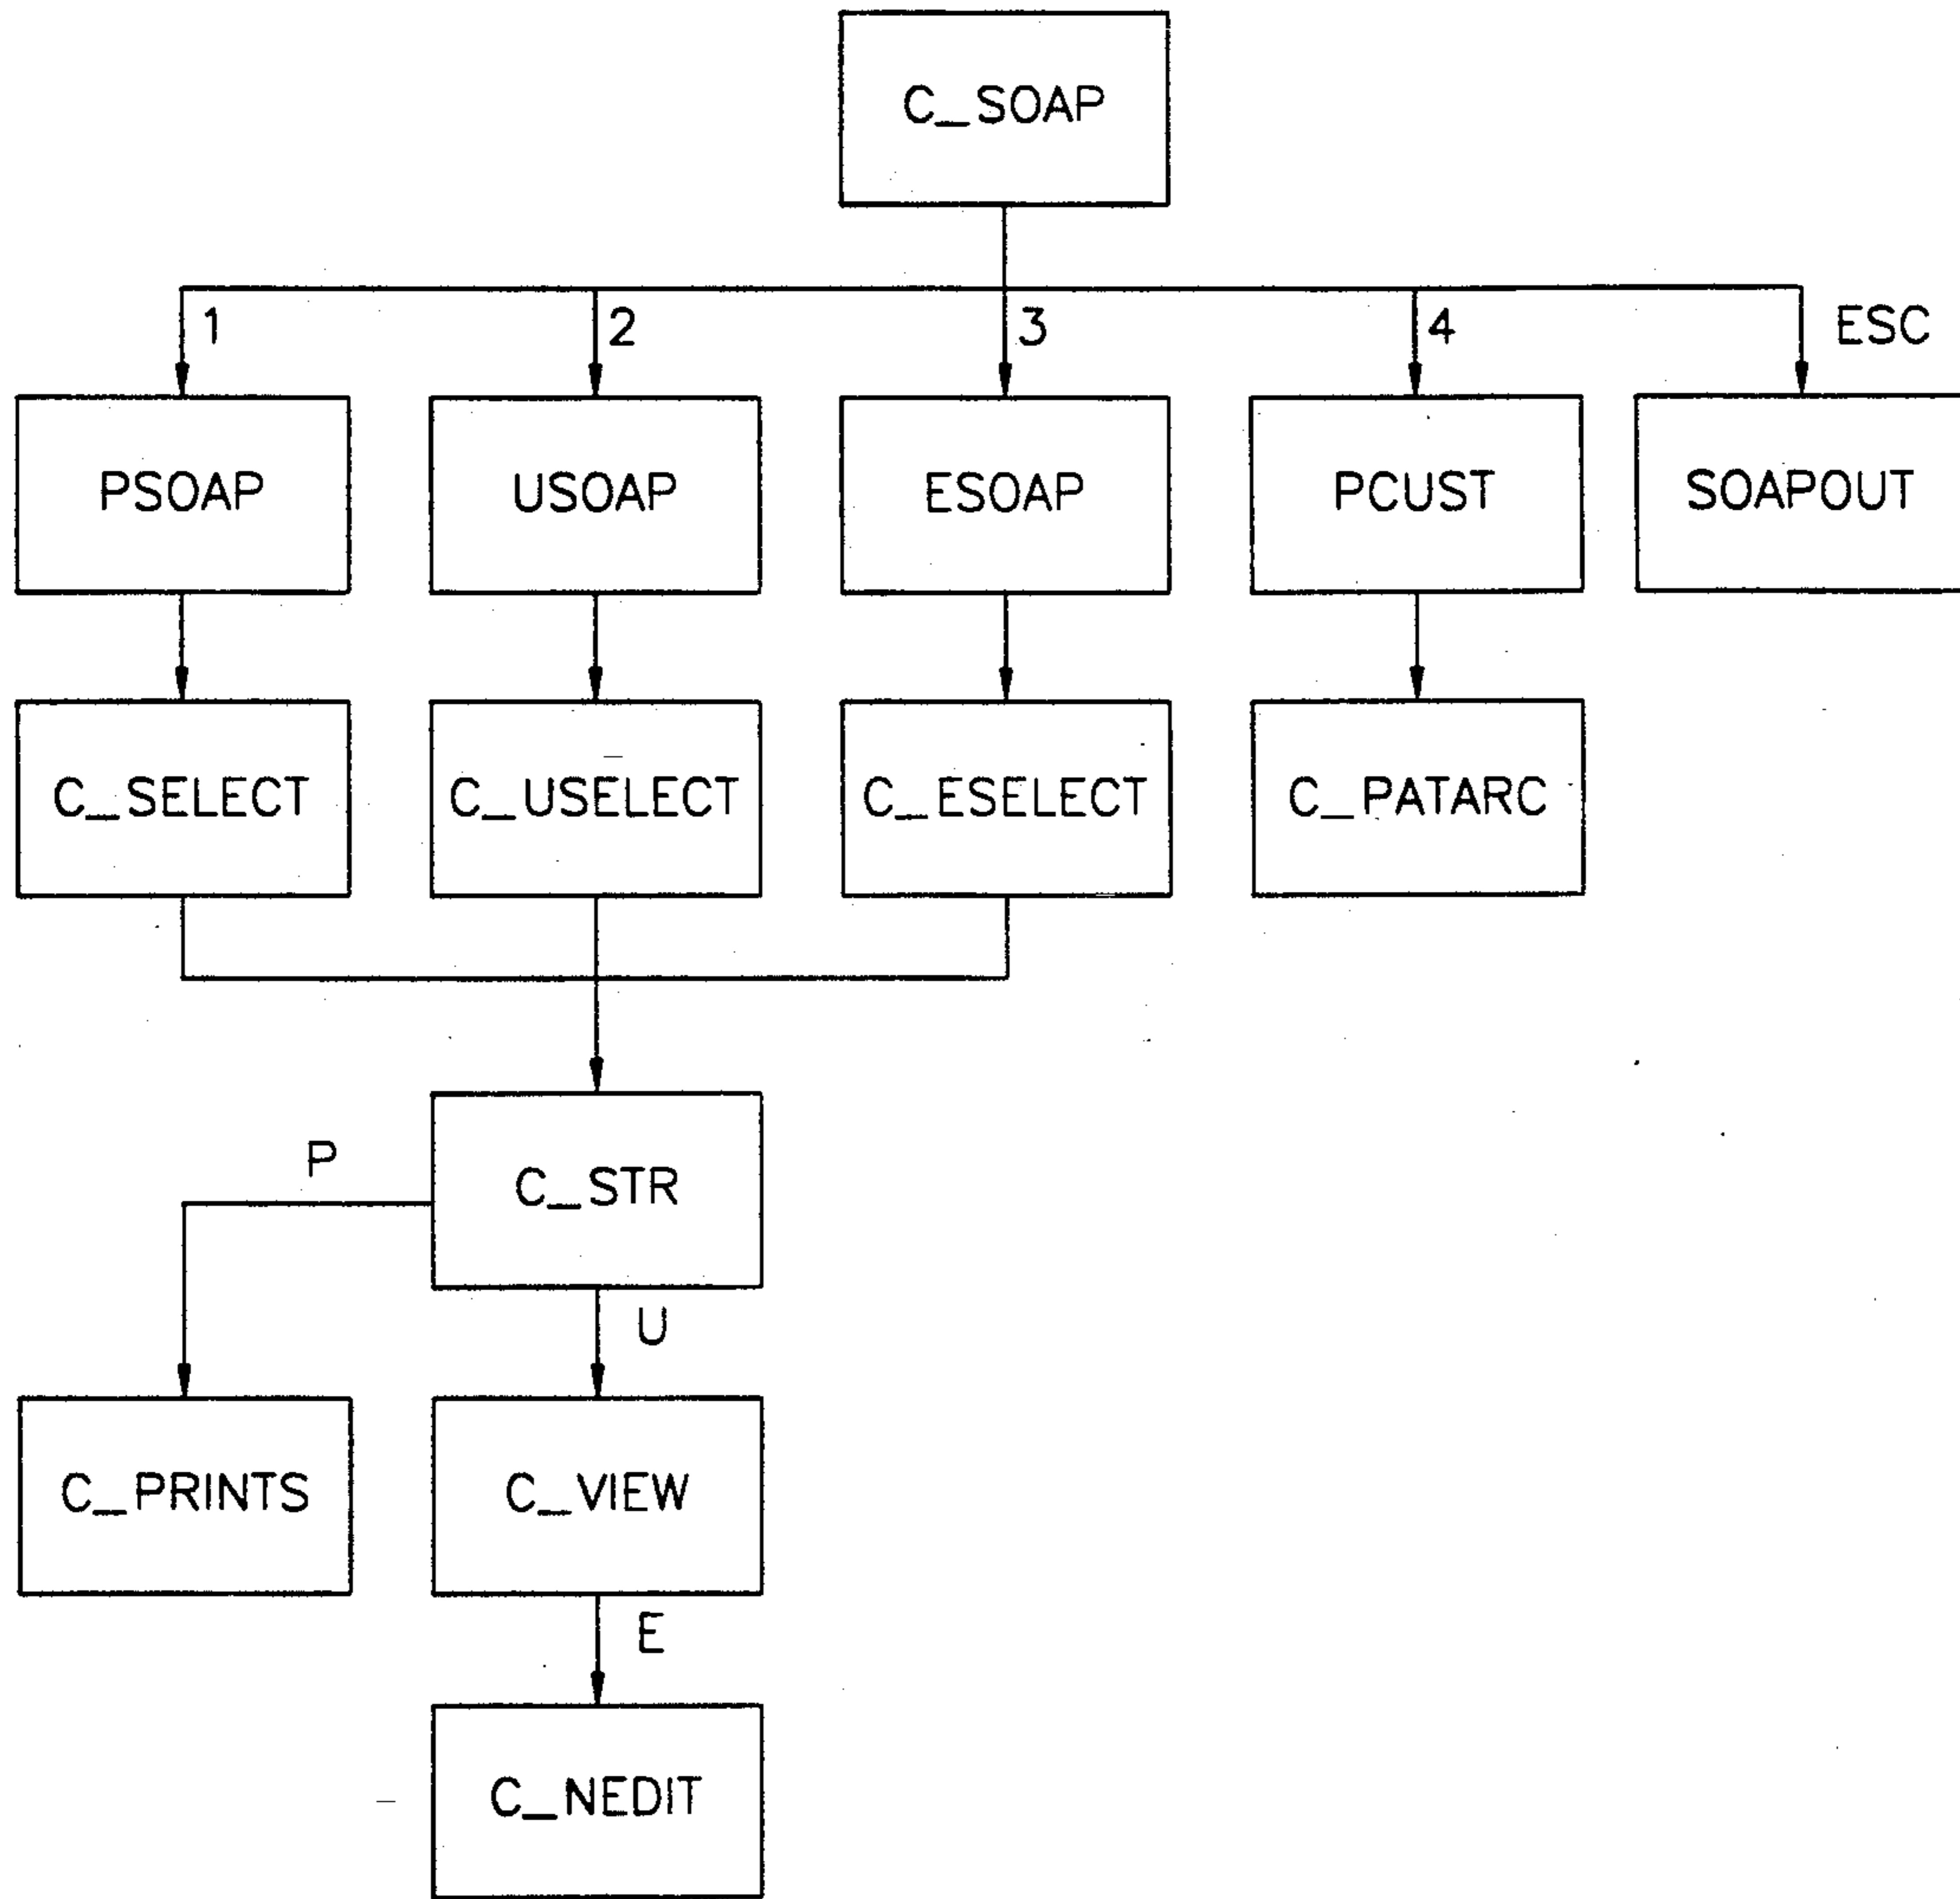 C_SOAP
1
2
3
4
ESC
PSOAP
USOAP
ESOAP
PCUST
SOAPOUT
C_SELECT
C_USELECT
C_ESELECT
C_PATARC
P
C_STR
U
C_PRINTS
C_VIEW
E
C_NEDIT